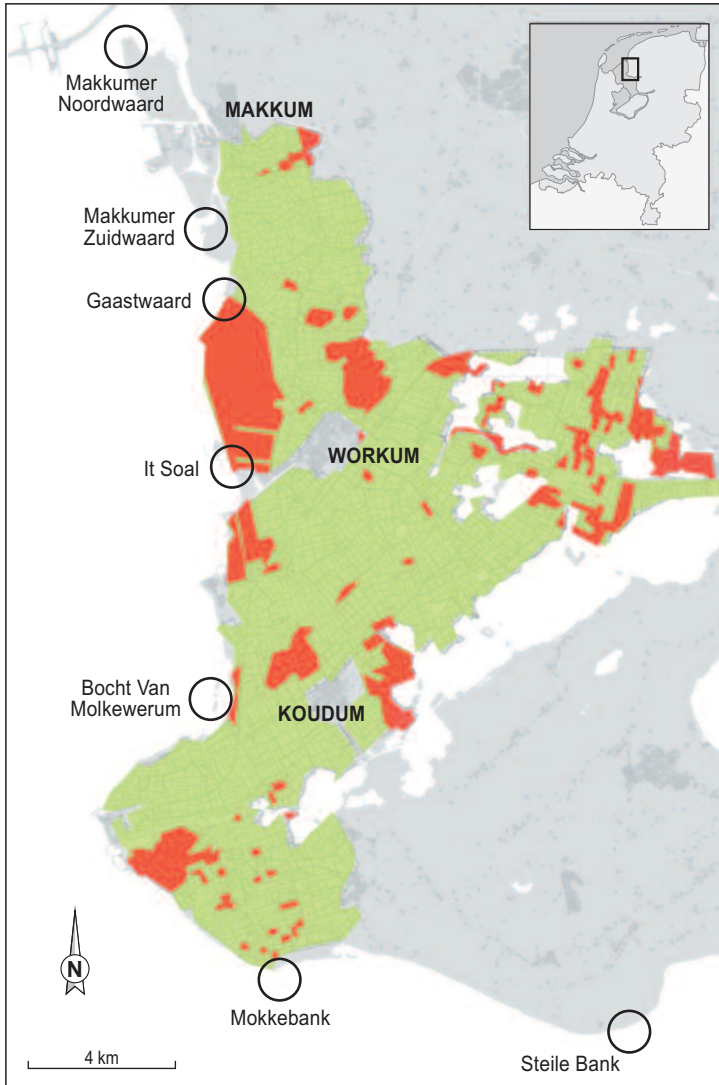 Makkumer
Noordwaard
MAKKUM
Makkumer
Zuidwaard
Gaastwaard
It Soal
WORKUM
Bocht Van
Molkewerum
KOUDUM
N
Mokkebank
4 km
Steile Bank